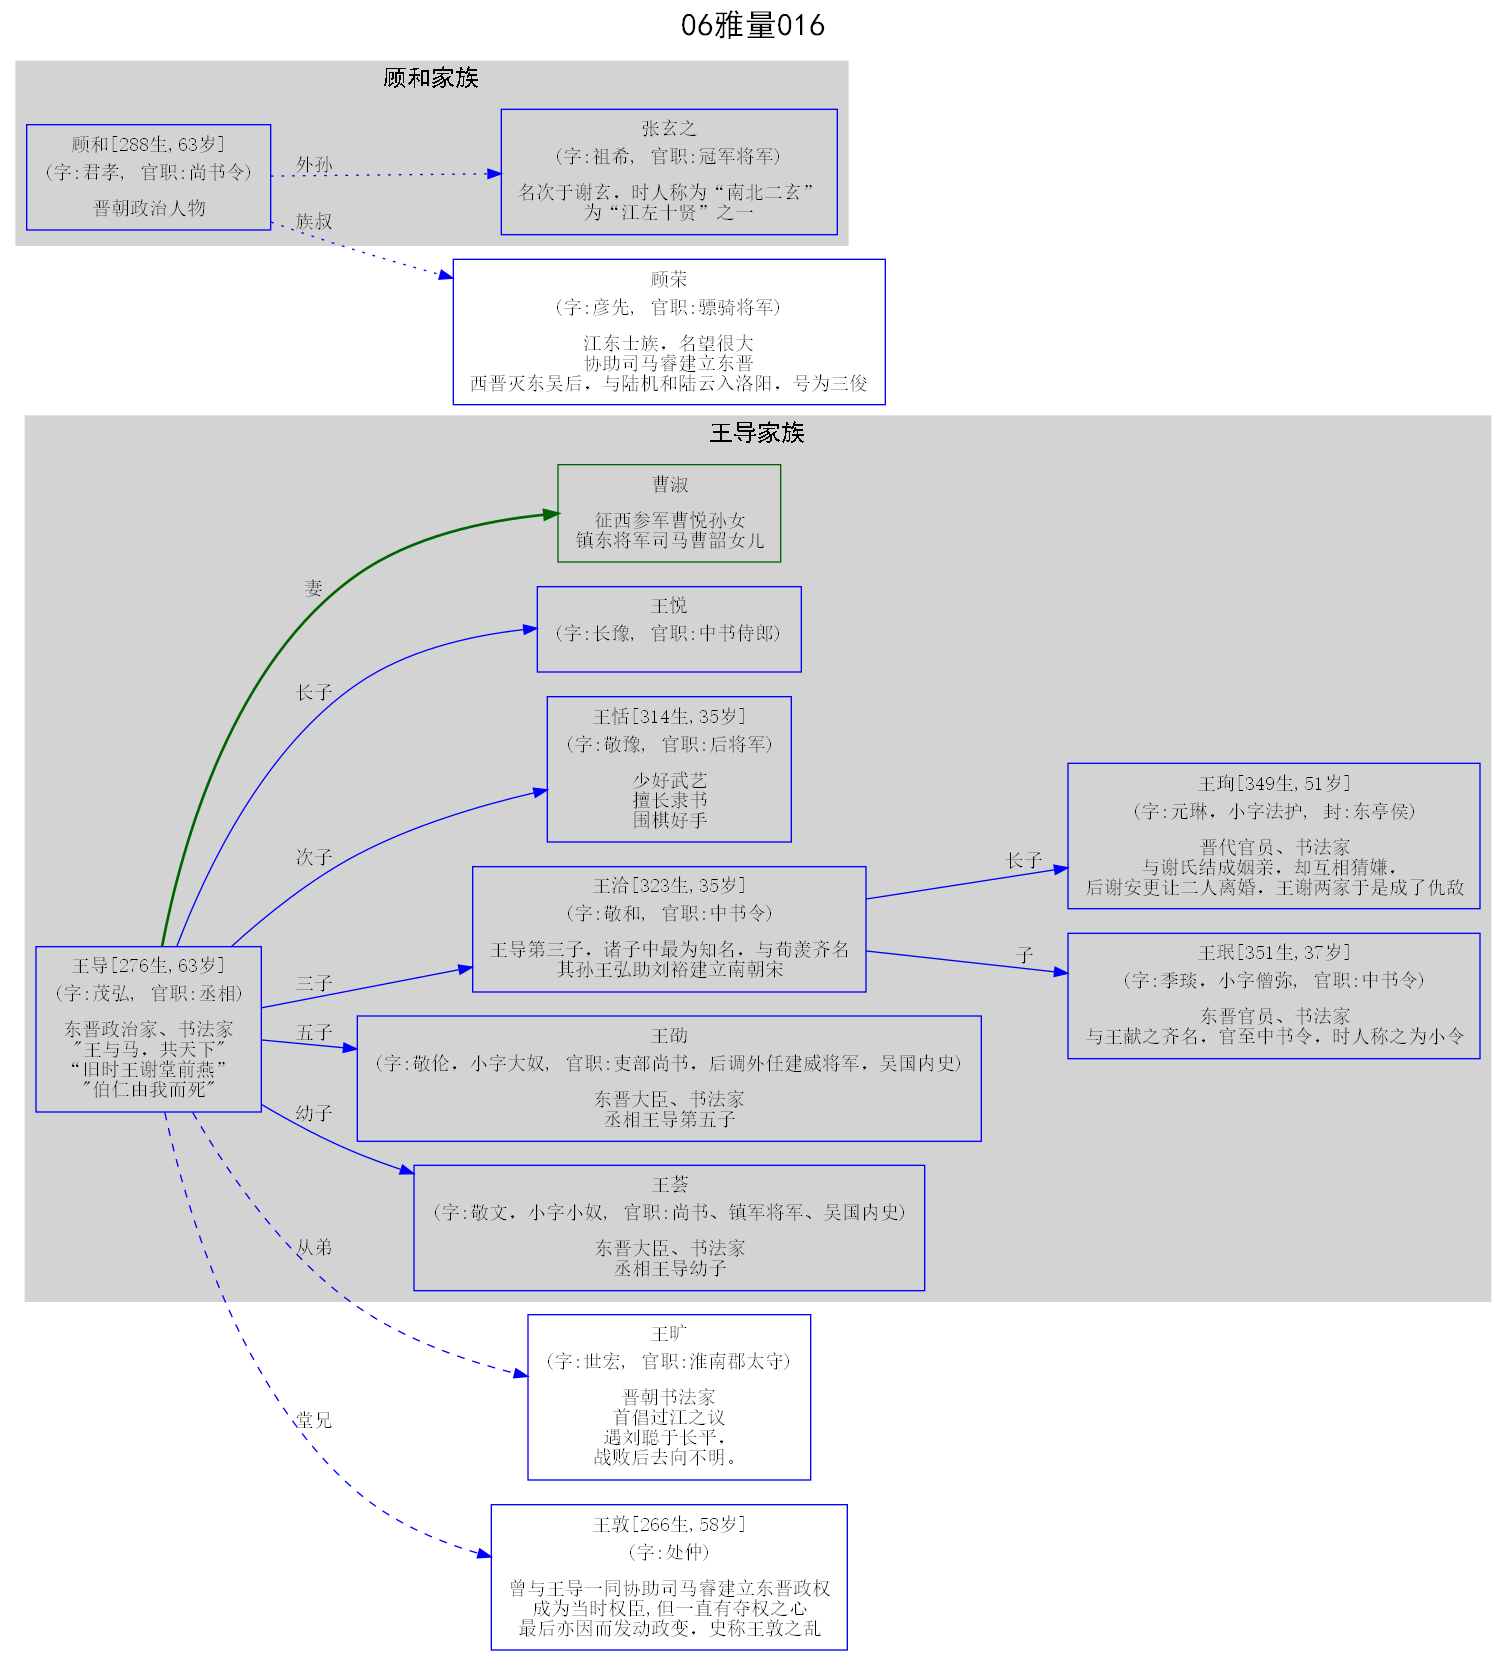 06雅量016
顾和家族
顾和[288生,63岁]
(字:君孝, 官职:尚书令)
晋朝政治人物
外孙
族叔
张玄之
(字:祖希, 官职:冠军将军)
名次于谢玄，时人称为“南北二玄”
为“江左十贤”之一
顾荣
(字:彦先, 官职:骠骑将军)
江东士族，名望很大
协助司马睿建立东晋
西晋灭东吴后，与陆机和陆云入洛阳，号为三俊
王导家族
曹淑
征西参军曹悦孙女
镇东将军司马曹韶女儿
妻
王悦
(字:长豫, 官职:中书侍郎)
长子
王恬[314生,35岁]
(字:敬豫, 官职:后将军)
少好武艺
擅长隶书
围棋好手
次子
王洽[323生,35岁]
(字:敬和, 官职:中书令)
王导第三子，诸子中最为知名，与荀羡齐名
其孙王弘助刘裕建立南朝宋
长子
子
王珣[349生,51岁]
(字:元琳，小字法护, 封:东亭侯)
晋代官员、书法家
与谢氏结成姻亲，却互相猜嫌，
后谢安更让二人离婚，王谢两家于是成了仇敌
王珉[351生,37岁]
(字:季琰，小字僧弥, 官职:中书令)
东晋官员、书法家
与王献之齐名，官至中书令，时人称之为小令
王导[276生,63岁]
(字:茂弘, 官职:丞相)
东晋政治家、书法家
"王与马，共天下"
“旧时王谢堂前燕”
"伯仁由我而死"
三子
五子
幼子
王劭
(字:敬伦，小字大奴, 官职:吏部尚书，后调外任建威将军，吴国内史)
东晋大臣、书法家
丞相王导第五子
王荟
(字:敬文，小字小奴, 官职:尚书、镇军将军、吴国内史)
东晋大臣、书法家
丞相王导幼子
从弟
王旷
(字:世宏, 官职:淮南郡太守)
晋朝书法家
首倡过江之议
遇刘聪于长平，
战败后去向不明。
堂兄
王敦[266生,58岁]
(字:处仲)
曾与王导一同协助司马睿建立东晋政权
成为当时权臣,但一直有夺权之心
最后亦因而发动政变，史称王敦之乱